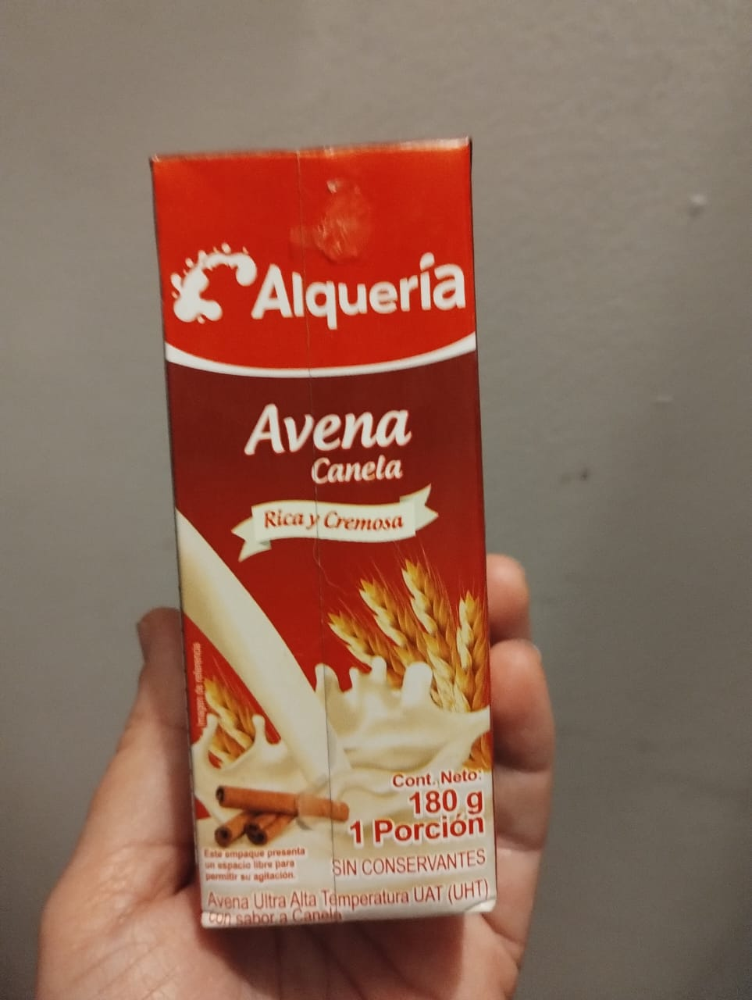 Alquería
Avena
Canela
Rica y Cremosa
Imagen de referencia
Cont. Neto:
180 g
1 Porción
Este empaque presenta
un espacio libre para
permitir su agitación.
SIN CONSERVANTES
Avena Ultra Alta Temperatura UAT (UHT)
con sabor a Canela